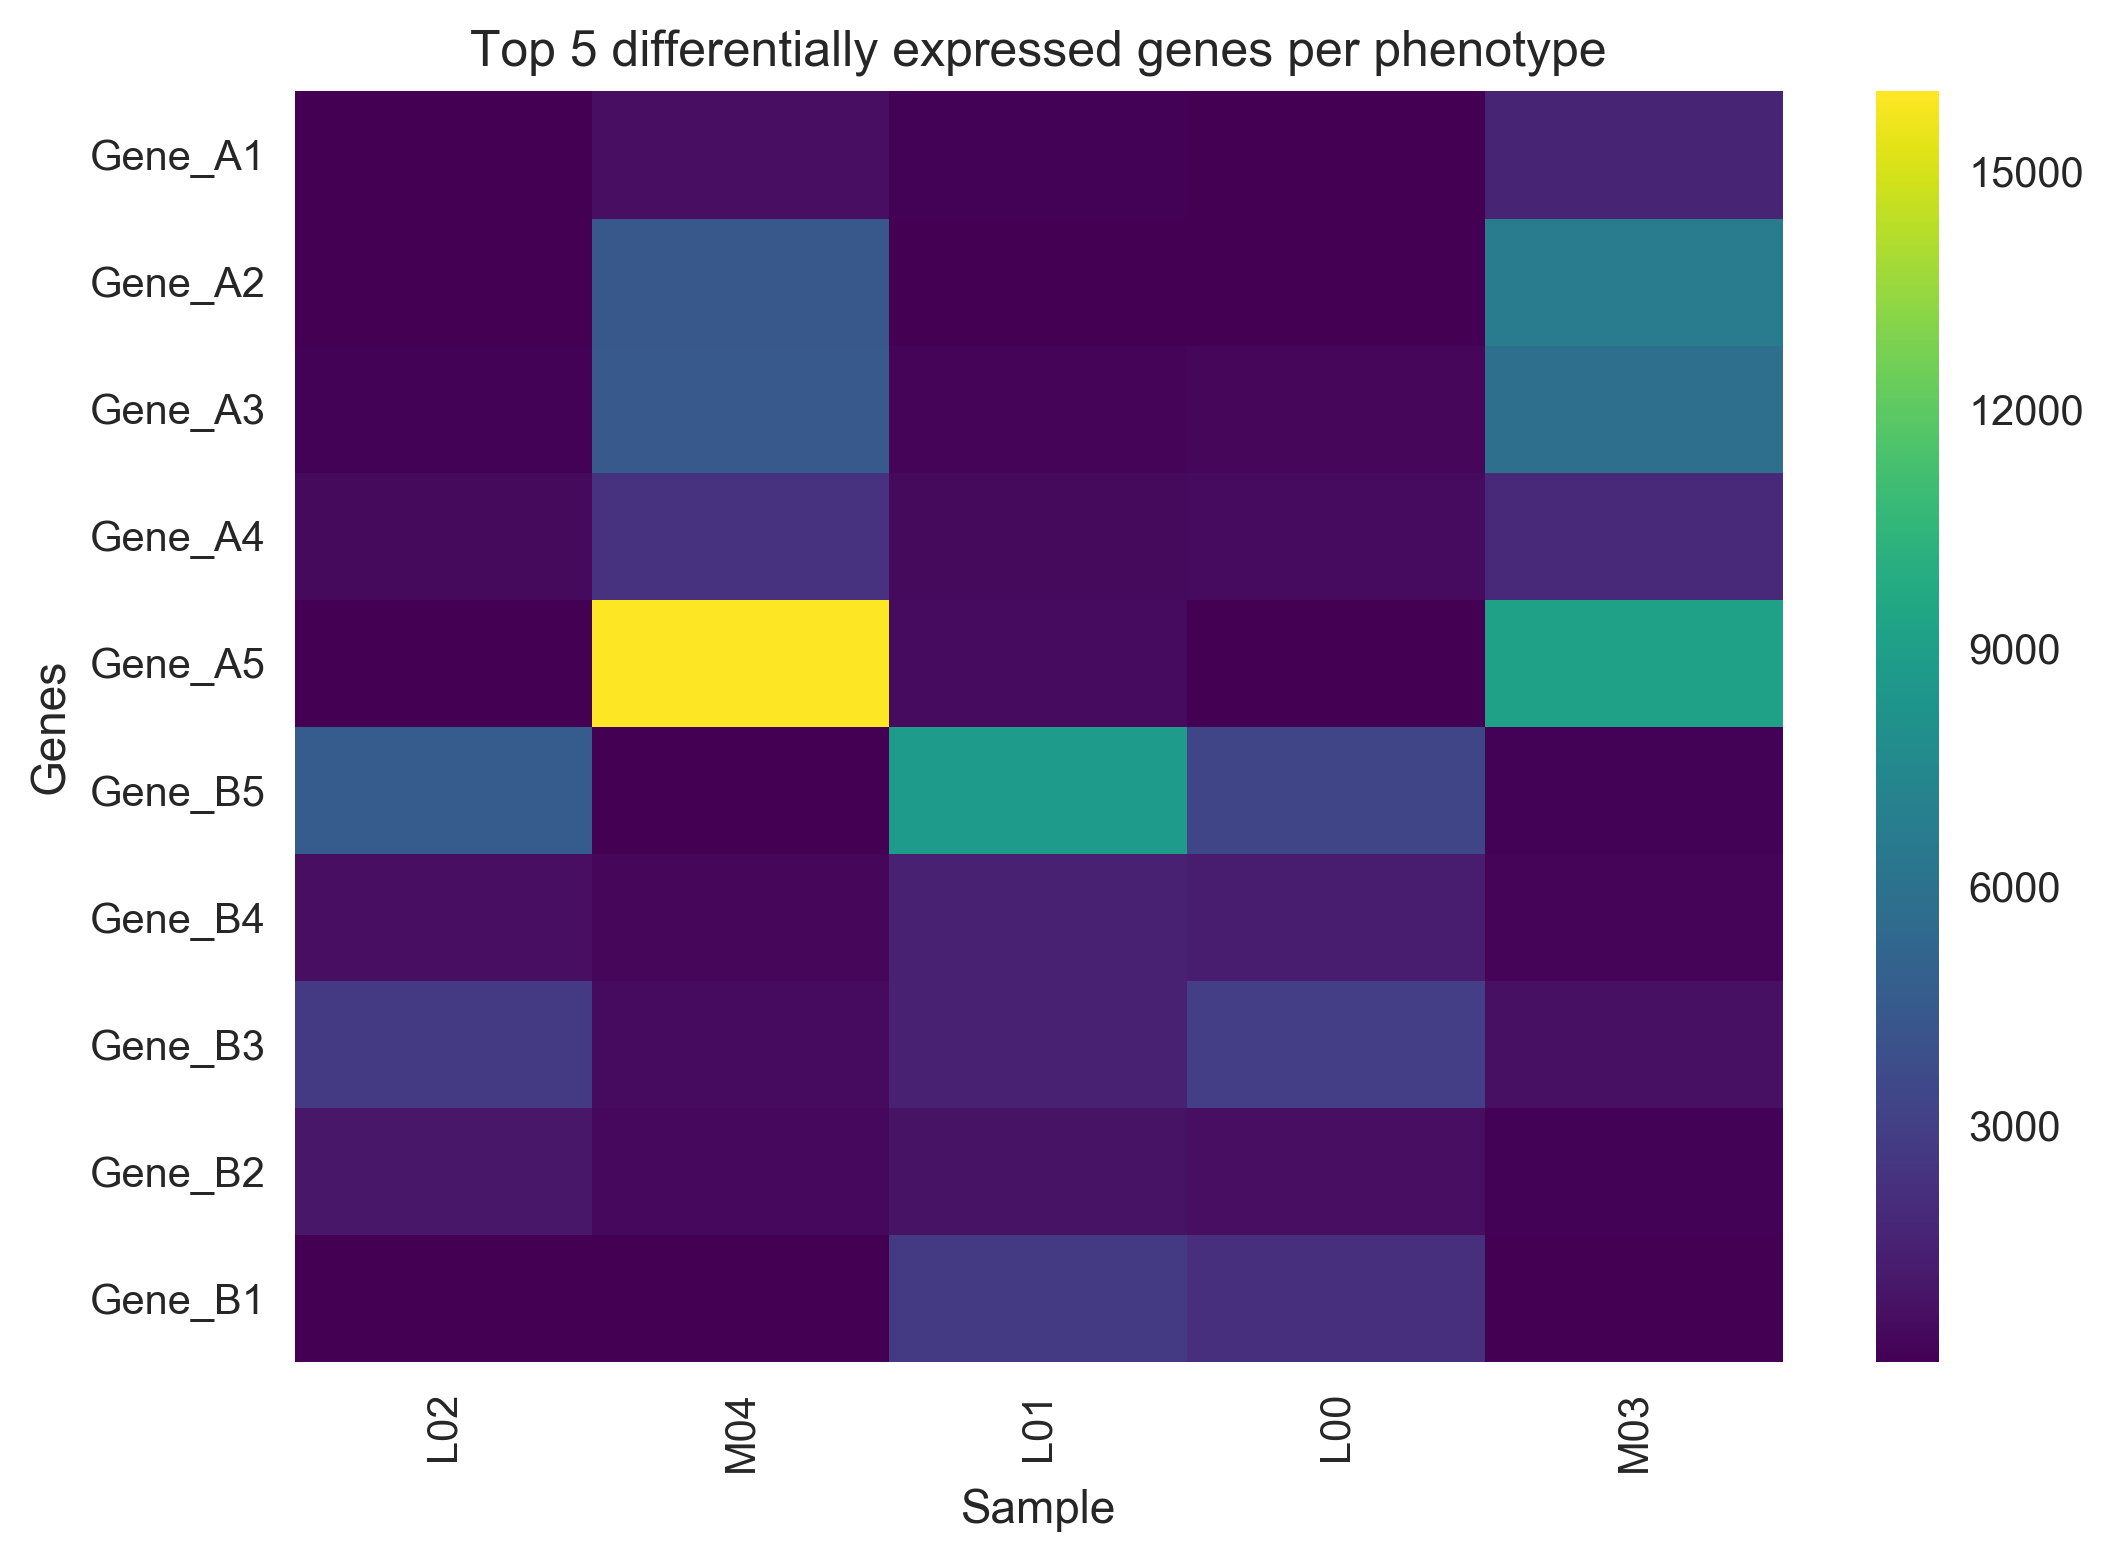 Top 5 differentially expressed genes per phenotype
Genes
Gene_A1
Gene_A2
Gene_A3
Gene_A4
Gene_A5
Gene_B5
Gene_B4
Gene_B3
Gene_B2
Gene_B1
L02
M04
L01
L00
M03
Sample
15000
12000
9000
6000
3000